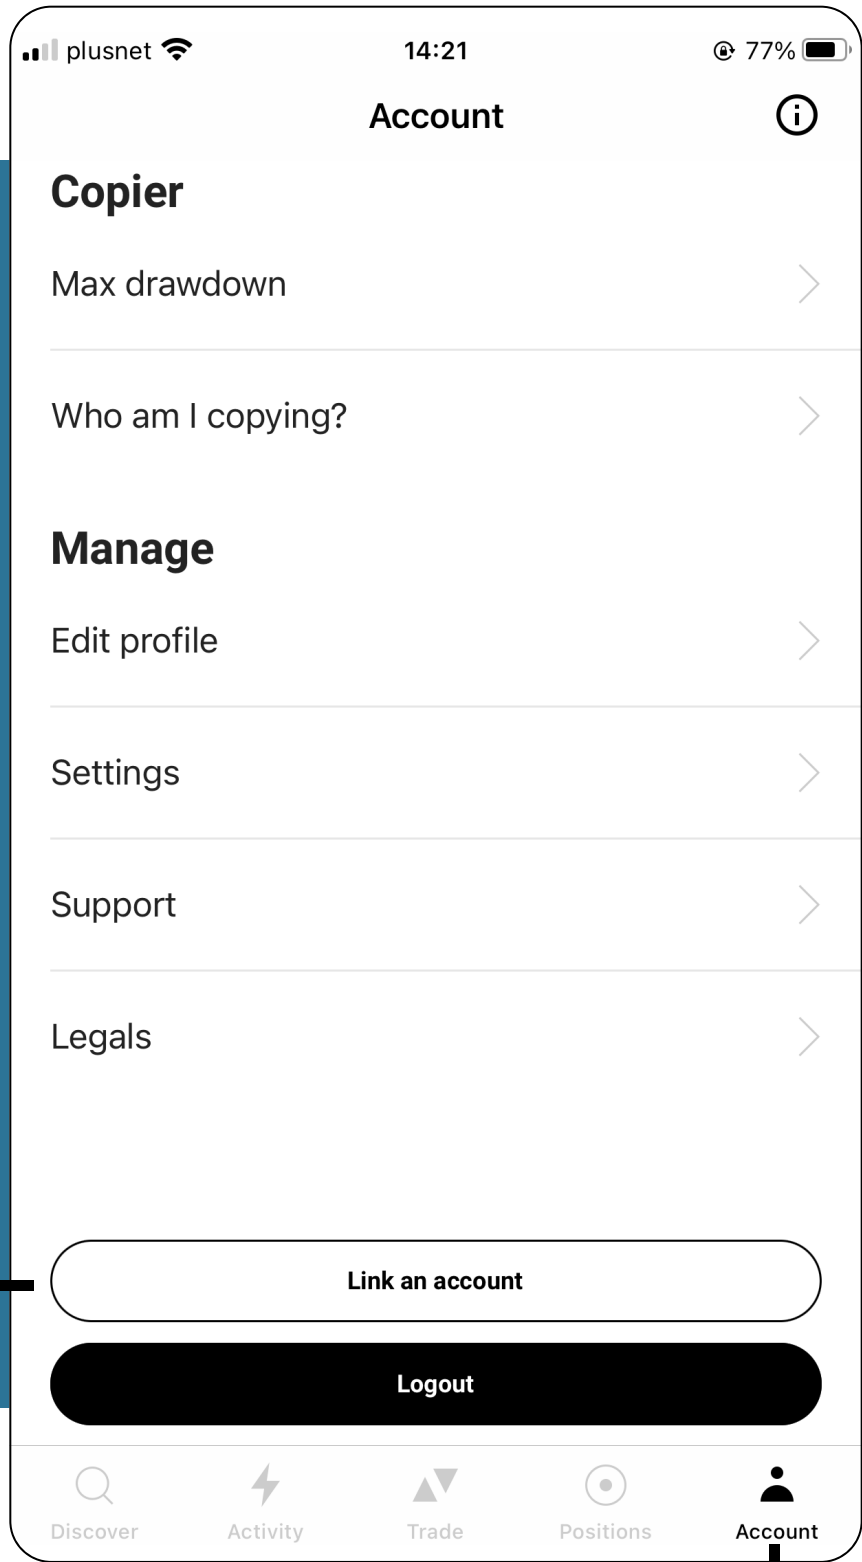 plusnet 14:21 77%
Account
Copier
Max drawdown
Who am I copying?
Manage
Edit profile
Settings
Support
Legals
Link an account
Logout
Discover Activity Trade Positions Account